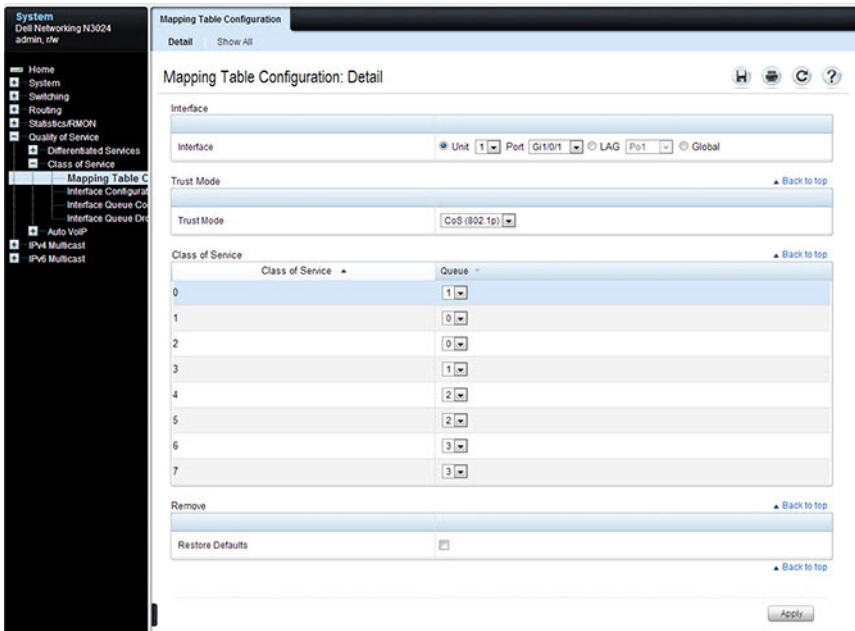 System
Dell Networking N3024
admin, r/w
Home
System
Switching
Routing
Statistics/RMON
Quality of Service
Differentiated Services
Class of Service
Mapping Table C
Interface Configurat
Interface Queue Co
Interface Queue Dro
Auto VoIP
IPv4 Multicast
IPv6 Multicast
Mapping Table Configuration
Detail Show All
Mapping Table Configuration: Detail
Interface
Interface Unit 1 Port Gi1/0/1 LAG Po1 Global
Trust Mode Back to top
Trust Mode CoS (802.1p)
Class of Service Back to top
Class of Service Queue
0 1
1 0
2 0
3 1
4 2
5 2
6 3
7 3
Remove Back to top
Restore Defaults
Back to top
Apply